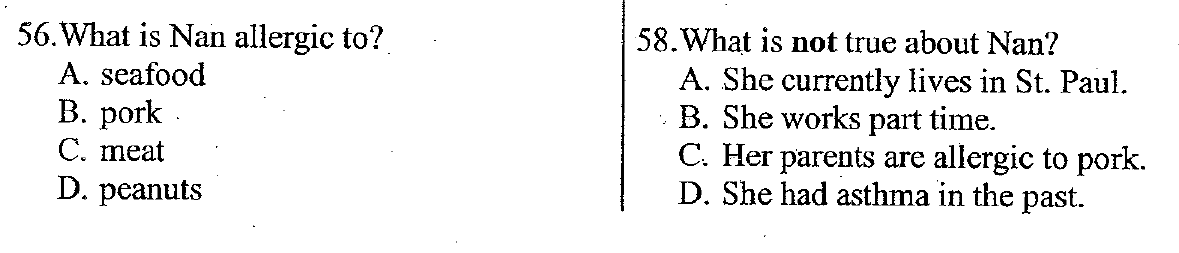 56.What is Nan allergic to?
A. seafood
B. pork
C. meat
D. peanuts
58.What is not true about Nan?
A. She currently lives in St. Paul.
B. She works part time.
C. Her parents are allergic to pork.
D. She had asthma in the past.